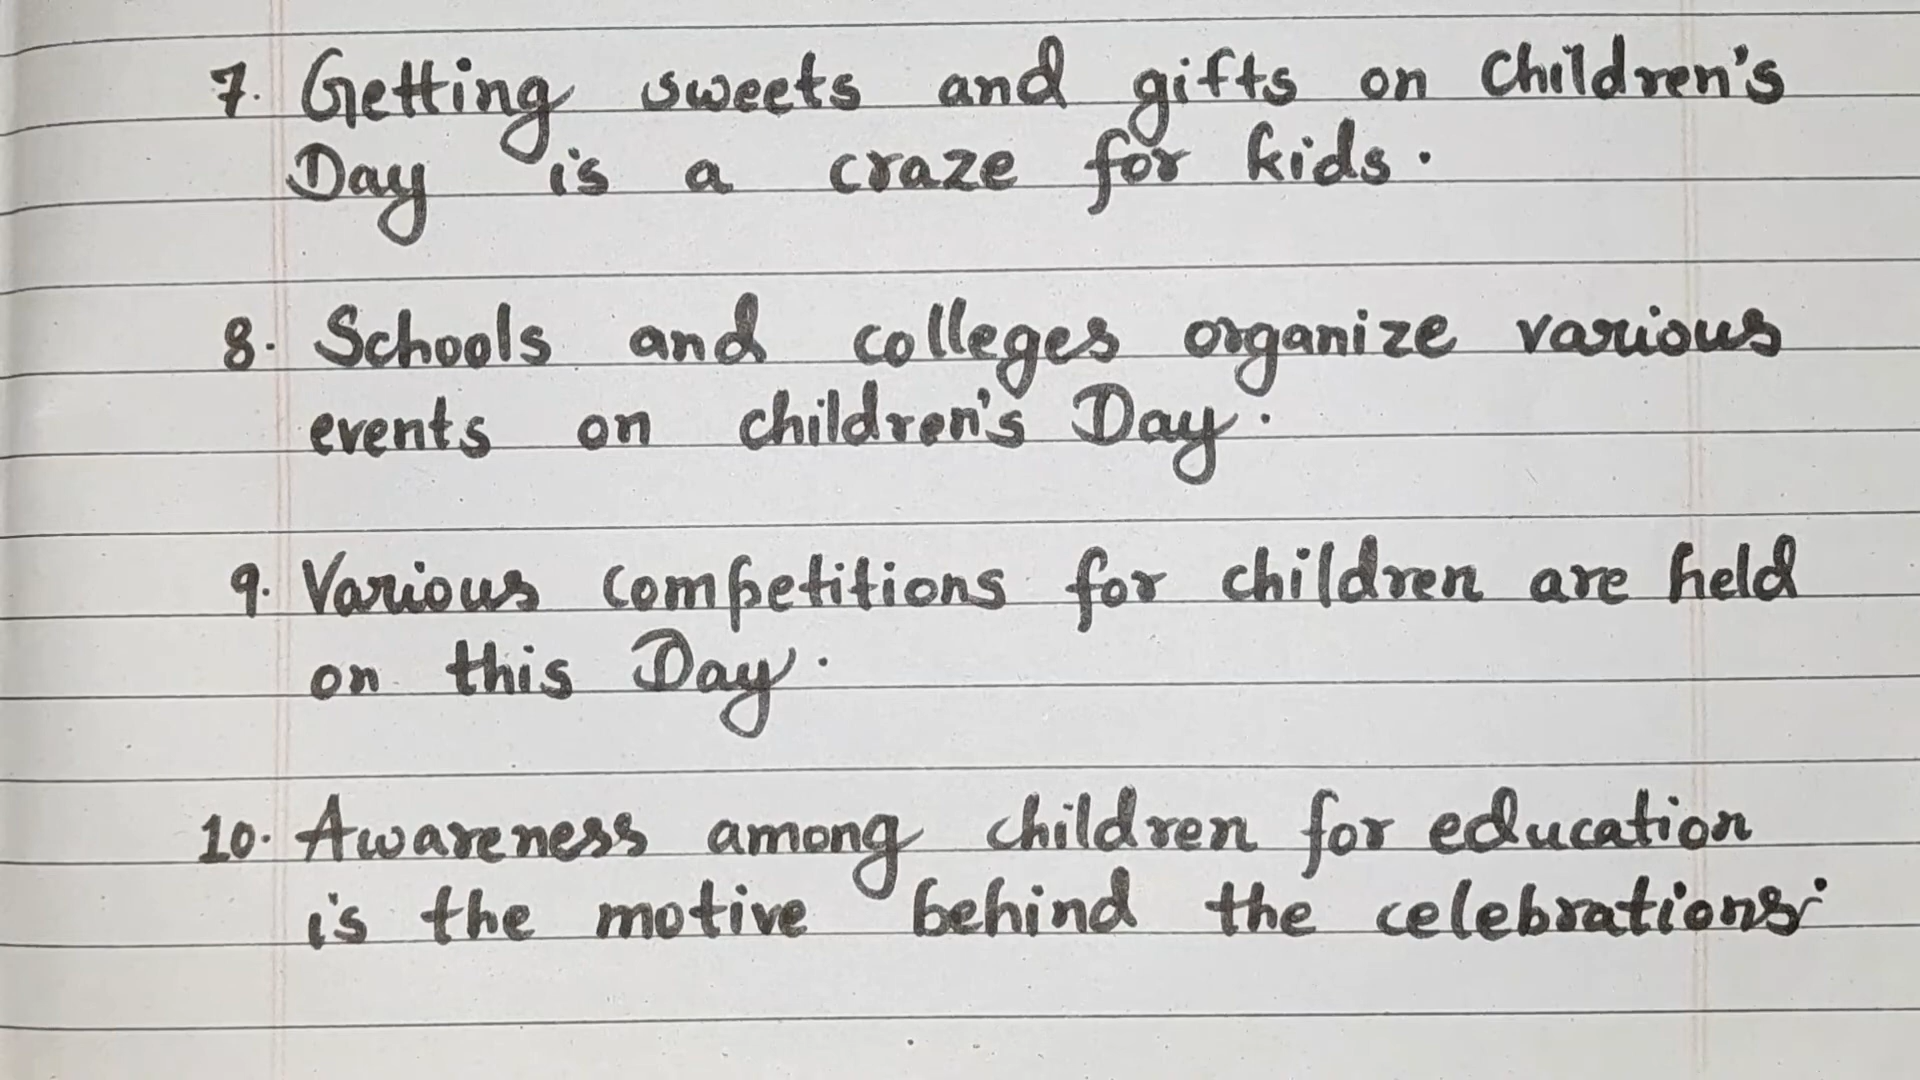 7. Getting sweets and gifts on Children's
Day is a craze for kids.
8. Schools and colleges organize various
events on children's Day.
9. Various competitions for children are held
on this Day.
10. Awareness among children for education
is the motive behind the celebrations.